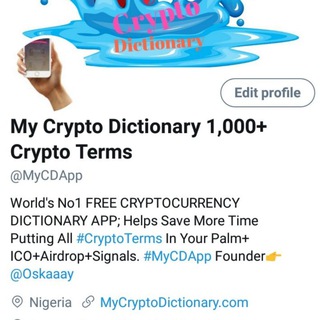 Crypto
Dictionary
Edit profile
My Crypto Dictionary 1,000+
Crypto Terms
@MyCDApp
World's No1 FREE CRYPTOCURRENCY
DICTIONARY APP; Helps Save More Time
Putting All #CryptoTerms In Your Palm+
ICO+Airdrop+Signals. #MyCDApp Founder👉
@Oskaaay
Nigeria MyCryptoDictionary.com